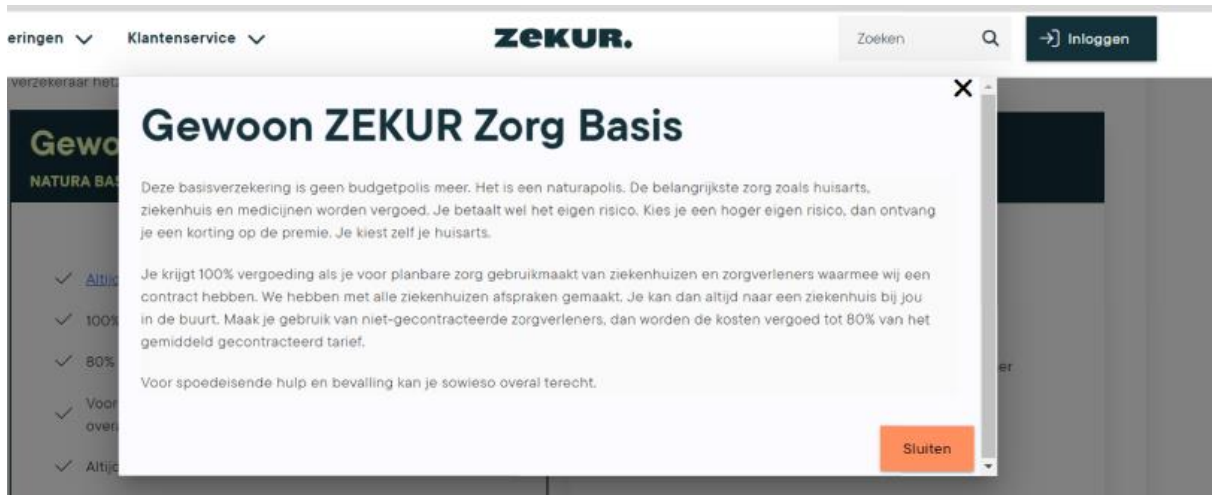 eringen Klantenservice ZEKUR. Zoeken Inloggen
verzekeraar het
Gewo
NATURA BAS
Altijd
100%
80%
Voor
over
Altijd
er
Gewoon ZEKUR Zorg Basis
Deze basisverzekering is geen budgetpolis meer. Het is een naturapolis. De belangrijkste zorg zoals huisarts,
ziekenhuis en medicijnen worden vergoed. Je betaalt wel het eigen risico. Kies je een hoger eigen risico, dan ontvang
je een korting op de premie. Je kiest zelf je huisarts.
Je krijgt 100% vergoeding als je voor planbare zorg gebruikmaakt van ziekenhuizen en zorgverleners waarmee wij een
contract hebben. We hebben met alle ziekenhuizen afspraken gemaakt. Je kan dan altijd naar een ziekenhuis bij jou
in de buurt. Maak je gebruik van niet-gecontracteerde zorgverleners, dan worden de kosten vergoed tot 80% van het
gemiddeld gecontracteerd tarief.
Voor spoedeisende hulp en bevalling kan je sowieso overal terecht.
Sluiten